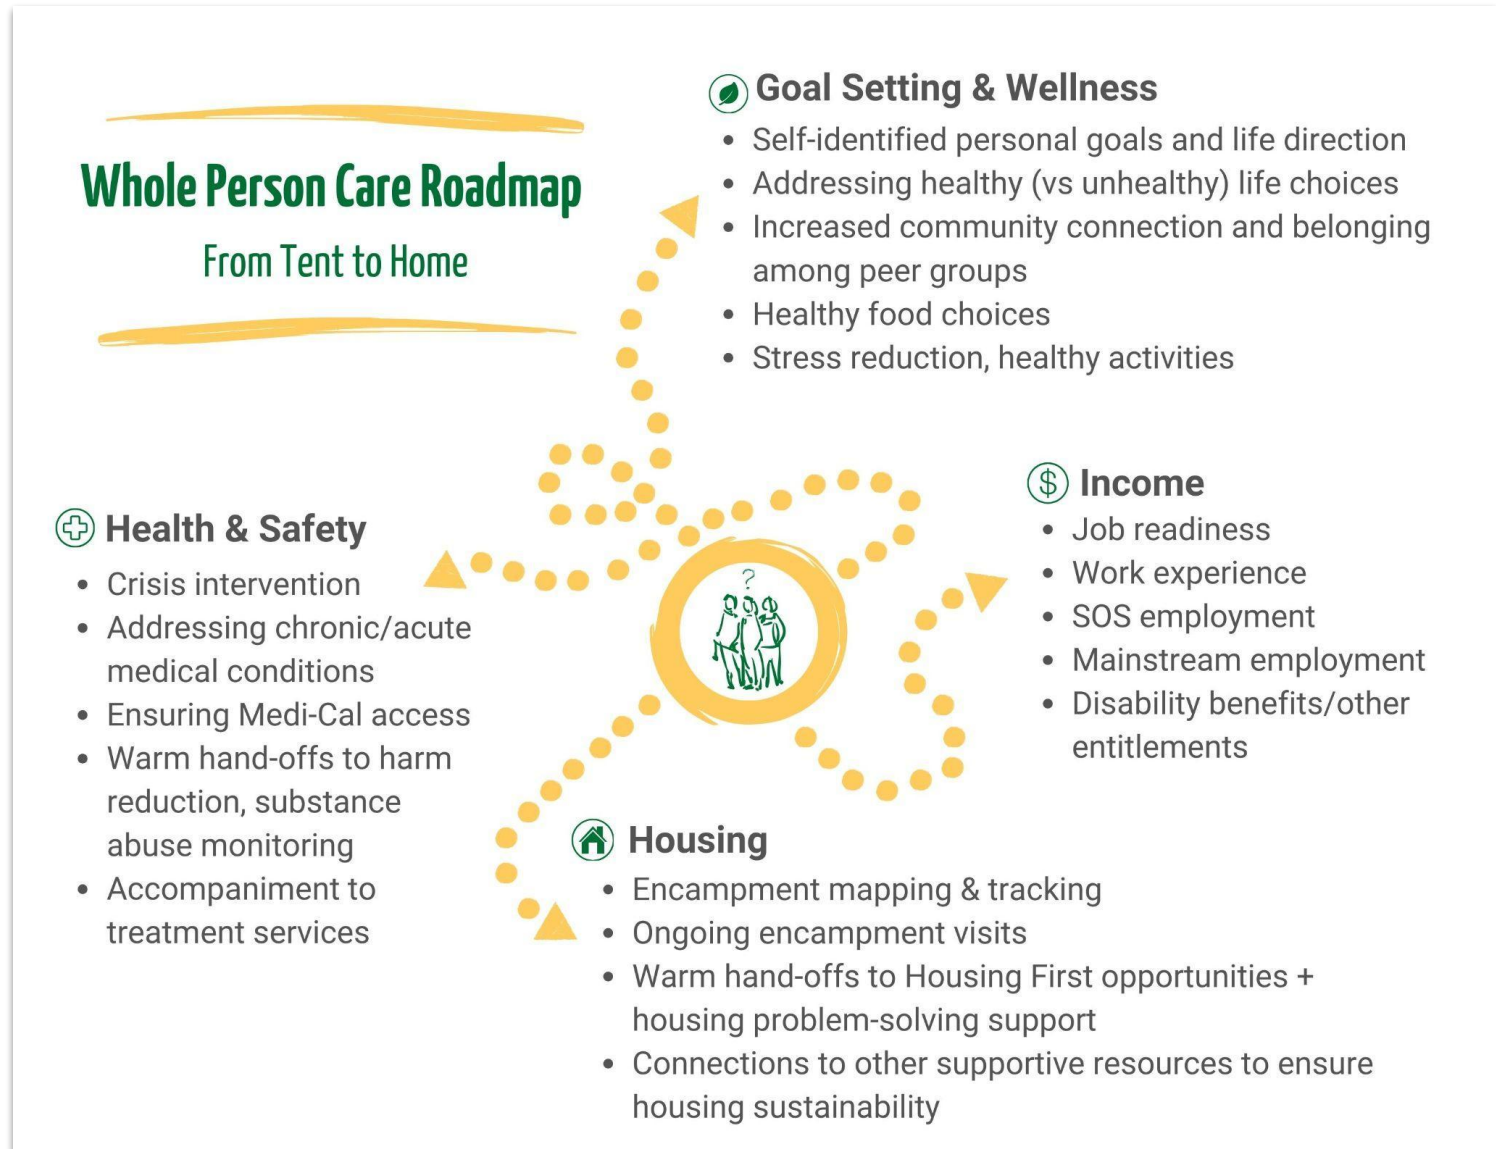 Whole Person Care Roadmap
From Tent to Home
Goal Setting & Wellness
• Self-identified personal goals and life direction
• Addressing healthy (vs unhealthy) life choices
• Increased community connection and belonging
among peer groups
• Healthy food choices
• Stress reduction, healthy activities
$ Income
• Job readiness
• Work experience
• SOS employment
• Mainstream employment
• Disability benefits/other
entitlements
Health & Safety
• Crisis intervention
• Addressing chronic/acute
medical conditions
• Ensuring Medi-Cal access
• Warm hand-offs to harm
reduction, substance
abuse monitoring
• Accompaniment to
treatment services
?
Housing
• Encampment mapping & tracking
• Ongoing encampment visits
• Warm hand-offs to Housing First opportunities +
housing problem-solving support
• Connections to other supportive resources to ensure
housing sustainability